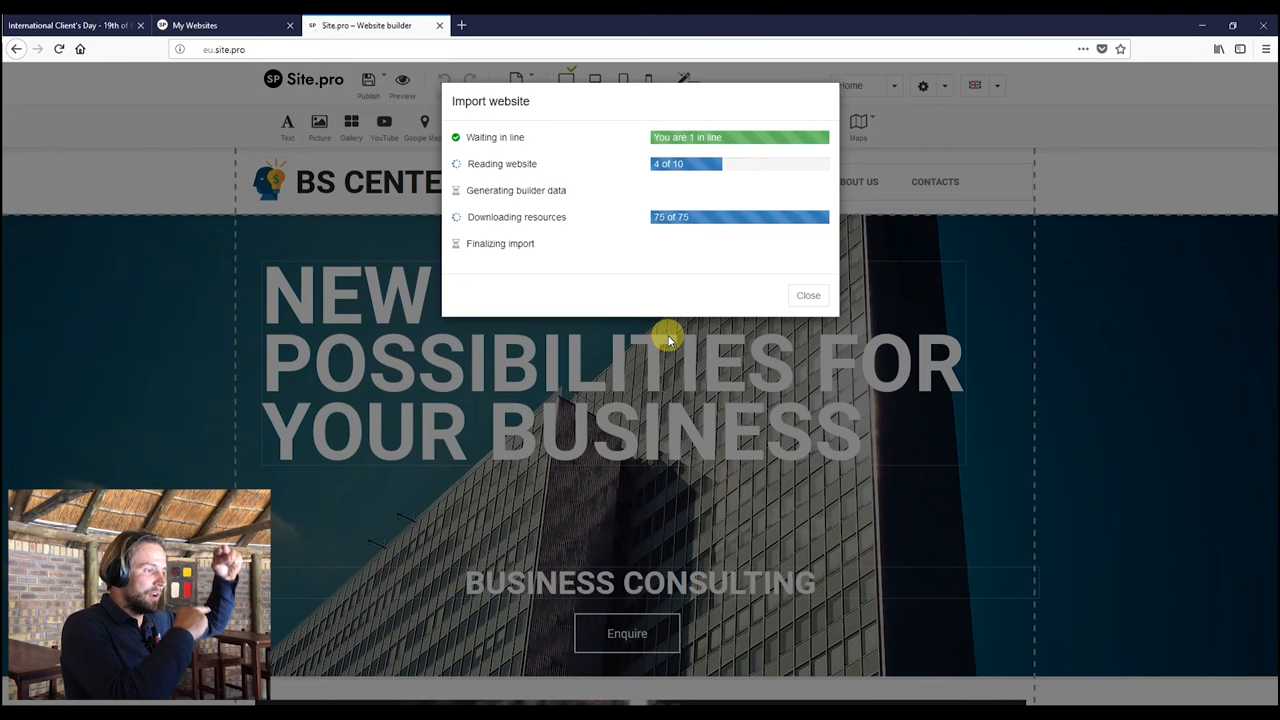 International Client's Day - 19th of
My Websites
SP Site.pro – Website builder
eu.site.pro
SP Site.pro
Publish
Preview
Home
Text
Picture
Gallery
YouTube
Google Ma
Maps
Import website
Waiting in line
You are 1 in line
Reading website
4 of 10
Generating builder data
Downloading resources
75 of 75
Finalizing import
Close
BS CENTE
BOUT US
CONTACTS
NEW
POSSIBILITIES FOR
YOUR BUSINESS
BUSINESS CONSULTING
Enquire